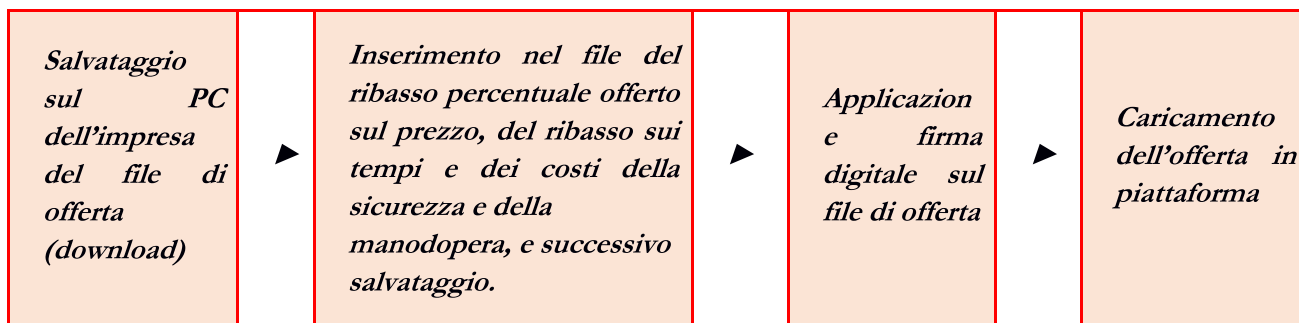 Salvataggio
sul PC
dell'impresa
del file di
offerta
(download)
Inserimento nel file del
ribasso percentuale offerto
sul prezzo, del ribasso sui
tempi e dei costi della
sicurezza e della
manodopera, e successivo
salvataggio.
Applicazion
e firma
digitale sul
file di offerta
Caricamento
dell'offerta in
piattaforma